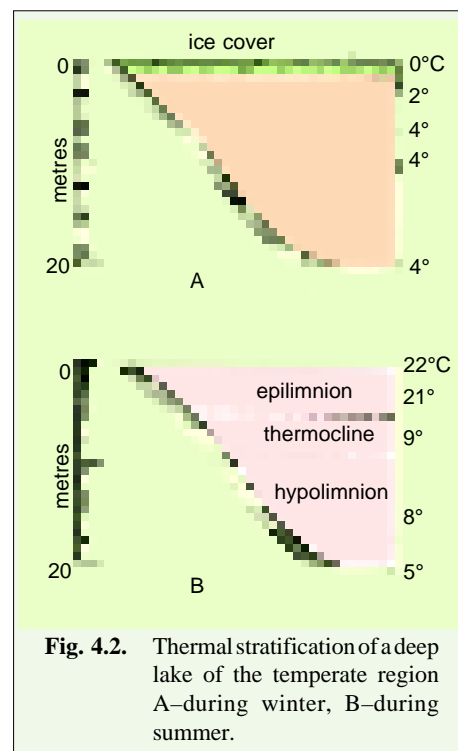 ice cover
0
0°C
2°
4°
4°
metres
20
4°
A
0
22°C
epilimnion
21°
thermocline
9°
metres
hypolimnion
8°
20
5°
B
Fig. 4.2. Thermal stratification of a deep
lake of the temperate region
A–during winter, B–during
summer.